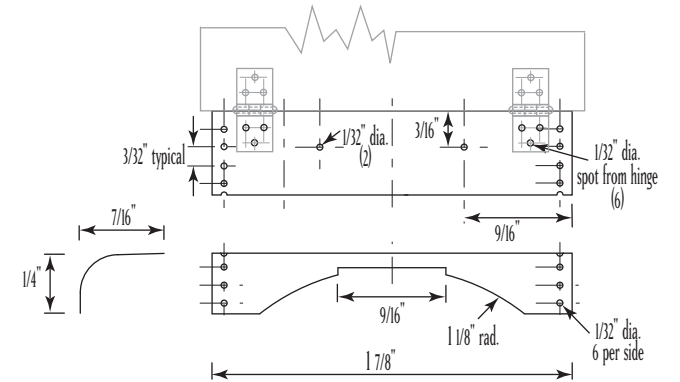 1/32" dia.
(2)
3/16"
3/32" typical
1/32" dia.
spot from hinge
(6)
7/16"
9/16"
1/4"
9/16"
1 1/8" rad.
1/32" dia.
6 per side
1 7/8"